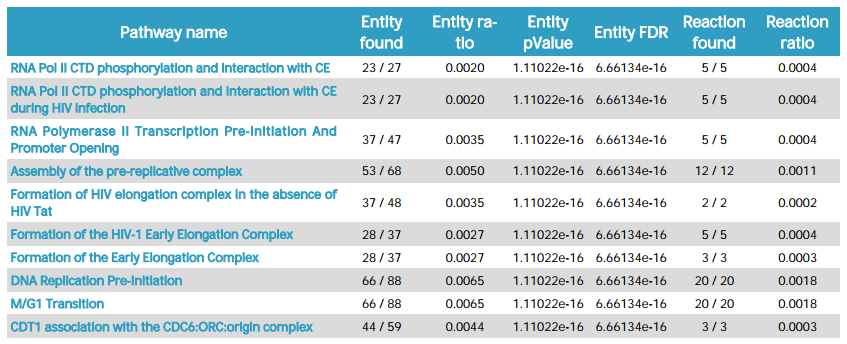 Pathway name Entity found Entity ra-tio Entity pValue Entity FDR Reaction found Reaction ratio
RNA Pol II CTD phosphorylation and interaction with CE 23 / 27 0.0020 1.11022e-16 6.66134e-16 5 / 5 0.0004
RNA Pol II CTD phosphorylation and interaction with CE
during HIV infection 23 / 27 0.0020 1.11022e-16 6.66134e-16 5 / 5 0.0004
RNA Polymerase II Transcription Pre-Initiation And
Promoter Opening 37 / 47 0.0035 1.11022e-16 6.66134e-16 5 / 5 0.0004
Assembly of the pre-replicative complex 53 / 68 0.0050 1.11022e-16 6.66134e-16 12 / 12 0.0011
Formation of HIV elongation complex in the absence of
HIV Tat 37 / 48 0.0035 1.11022e-16 6.66134e-16 2 / 2 0.0002
Formation of the HIV-1 Early Elongation Complex 28 / 37 0.0027 1.11022e-16 6.66134e-16 5 / 5 0.0004
Formation of the Early Elongation Complex 28 / 37 0.0027 1.11022e-16 6.66134e-16 3 / 3 0.0003
DNA Replication Pre-Initiation 66 / 88 0.0065 1.11022e-16 6.66134e-16 20 / 20 0.0018
M/G1 Transition 66 / 88 0.0065 1.11022e-16 6.66134e-16 20 / 20 0.0018
CDT1 association with the CDC6:ORC:origin complex 44 / 59 0.0044 1.11022e-16 6.66134e-16 3 / 3 0.0003